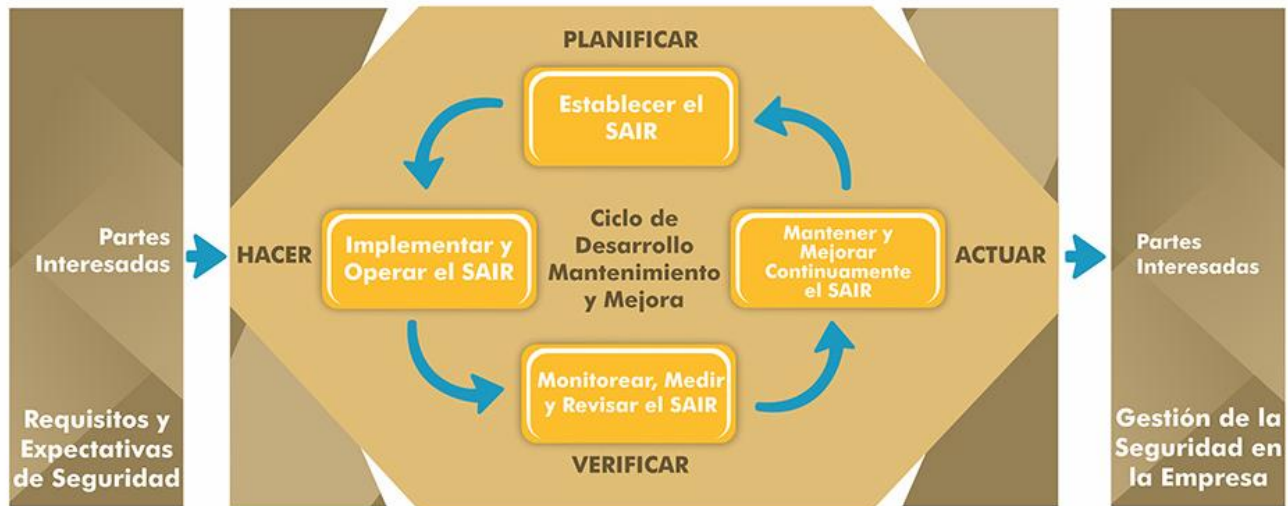 Partes
Interesadas
Requisitos y
Expectativas
de Seguridad
PLANIFICAR
Establecer el
SAIR
HACER
Implementar y
Operar el SAIR
Ciclo de
Desarrollo
Mantenimiento
y Mejora
Mantener y
Mejorar
Continuamente
el SAIR
ACTUAR
Monitorear, Medir
y Revisar el SAIR
VERIFICAR
Partes
Interesadas
Gestión de la
Seguridad en
la Empresa